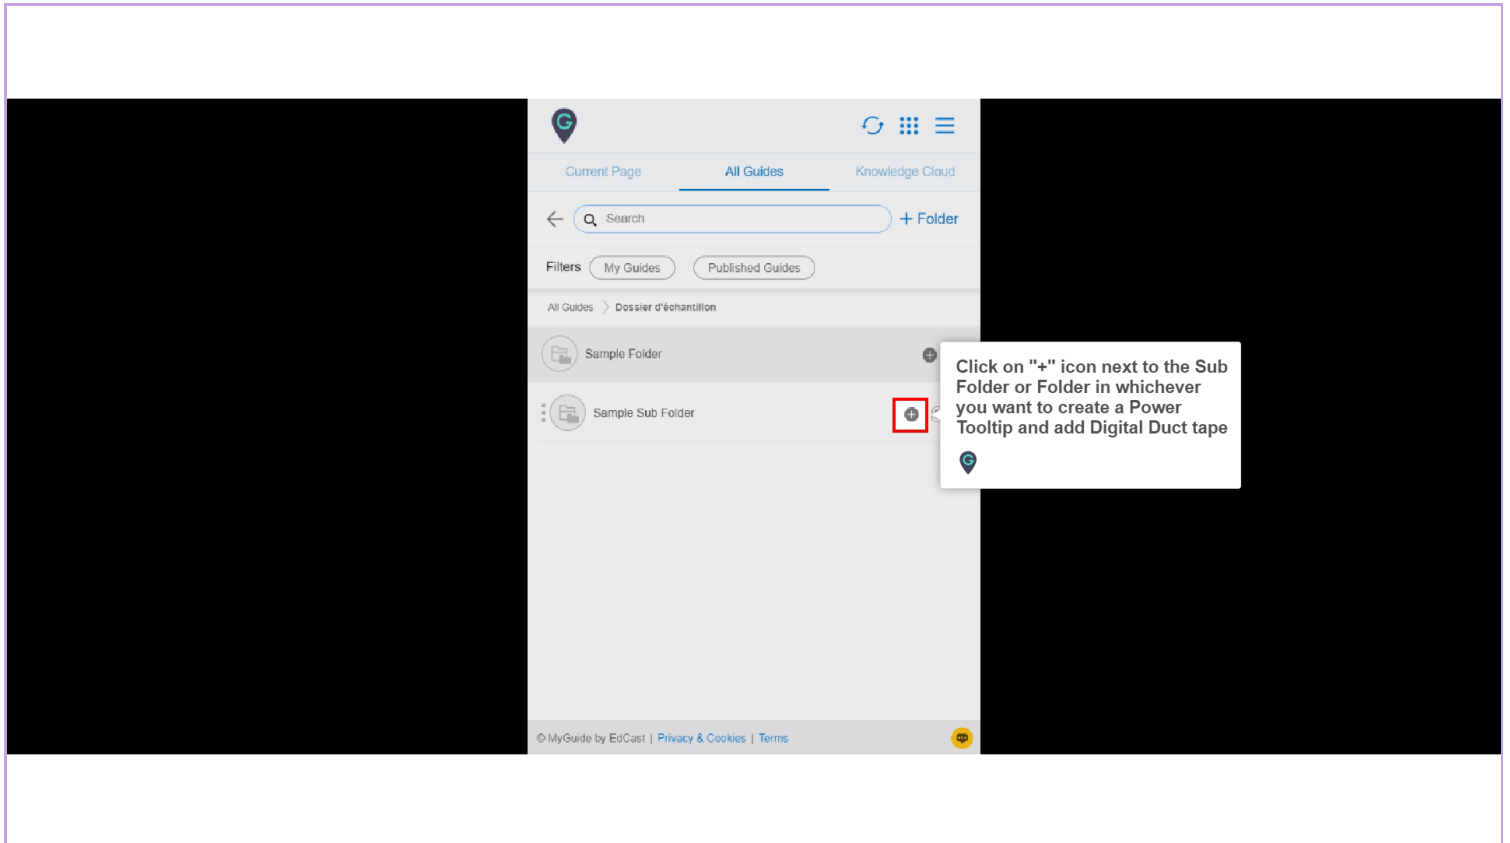 G
Current Page
All Guides
Knowledge Cloud
Search
+ Folder
Filters
My Guides
Published Guides
All Guides
Dossier d'échantillon
Sample Folder
Click on "+" icon next to the Sub
Folder or Folder in whichever
you want to create a Power
Tooltip and add Digital Duct tape
G
Sample Sub Folder
© MyGuide by EdCast | Privacy & Cookies | Terms